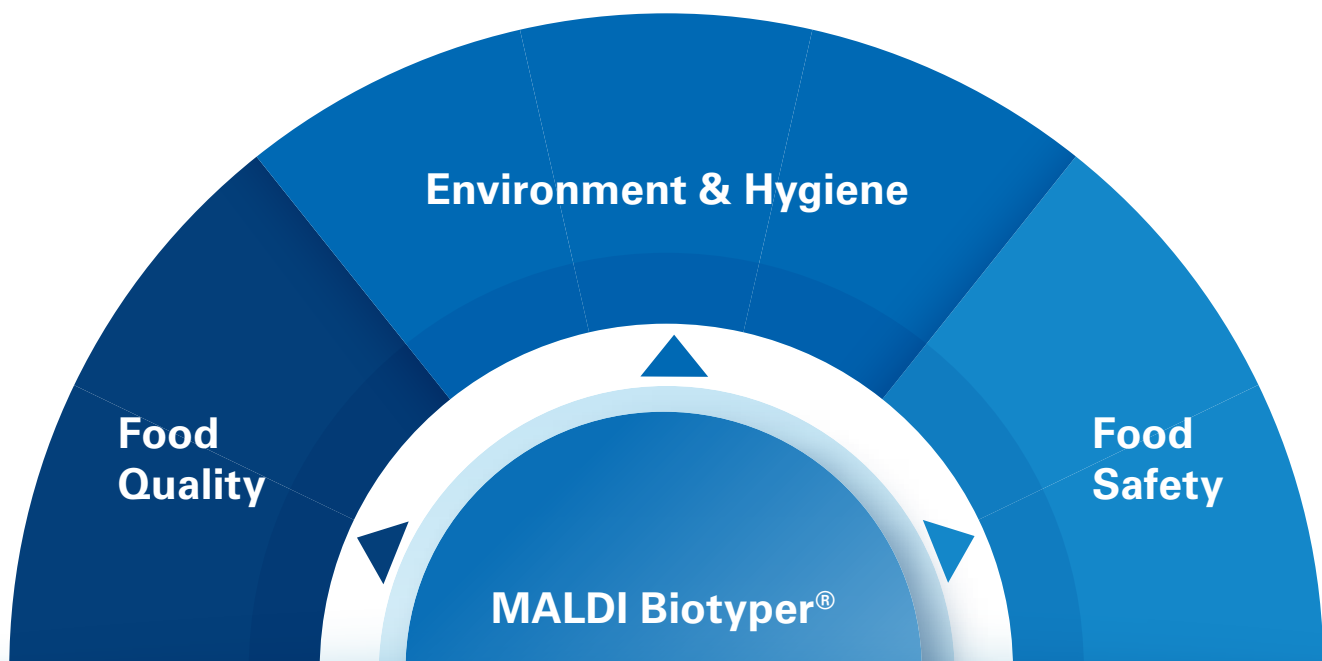 Environment & Hygiene
Food
Quality
Food
Safety
MALDI Biotyper®